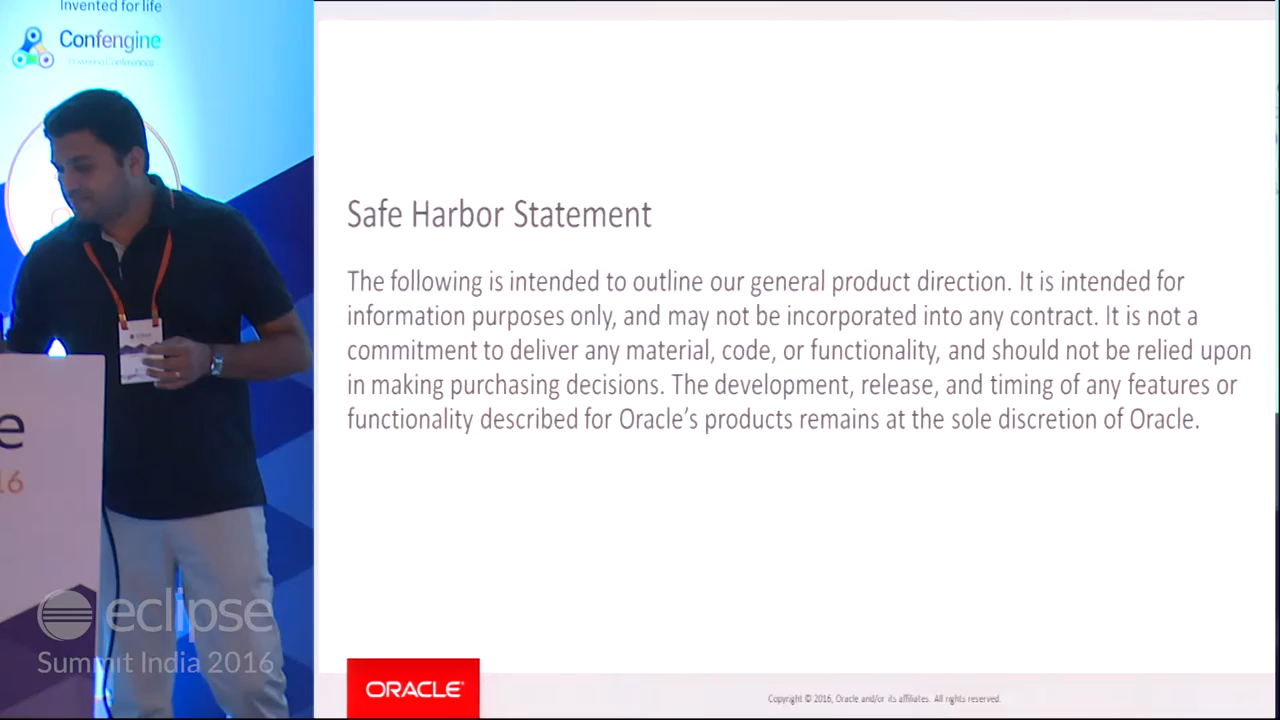 Invented for life
Confengine
Powering Conferences
Safe Harbor Statement
The following is intended to outline our general product direction. It is intended for
information purposes only, and may not be incorporated into any contract. It is not a
commitment to deliver any material, code, or functionality, and should not be relied upon
in making purchasing decisions. The development, release, and timing of any features or
functionality described for Oracle’s products remains at the sole discretion of Oracle.
e
16
eclipse
Summit India 2016
ORACLE®
Copyright © 2016, Oracle and/or its affiliates. All rights reserved.